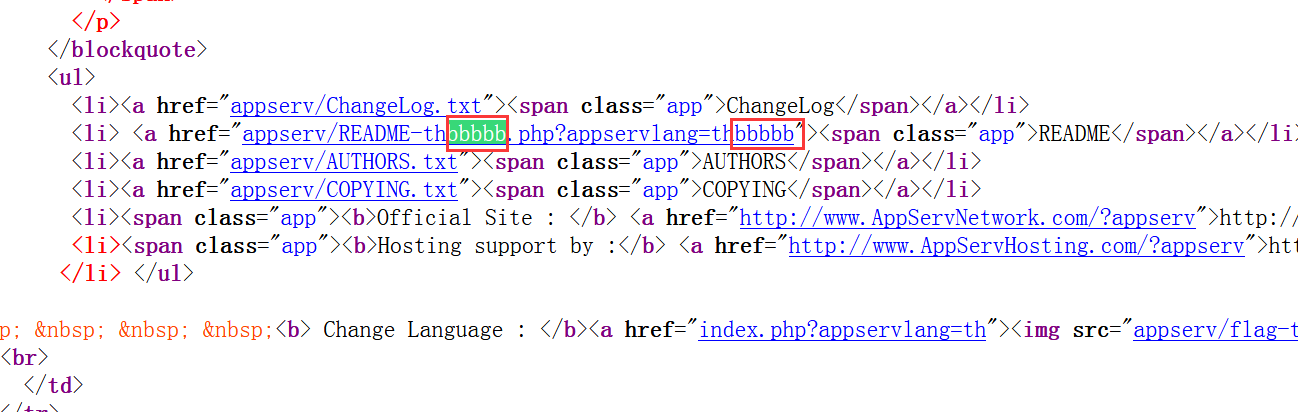 </p>
</blockquote>
<ul>
<li><a href="appserv/ChangeLog.txt"><span class="app">ChangeLog</span></a></li>
<li> <a href="appserv/README-thbbbbb.php?appservlang=thbbbbb"><span class="app">README</span></a></li>
<li><a href="appserv/AUTHORS.txt"><span class="app">AUTHORS</span></a></li>
<li><a href="appserv/COPYING.txt"><span class="app">COPYING</span></a></li>
<li><span class="app"><b>Official Site : </b> <a href="http://www.AppServNetwork.com/?appserv">http://
<li><span class="app"><b>Hosting support by :</b> <a href="http://www.AppServHosting.com/?appserv">htt
</li> </ul>
p; &nbsp; &nbsp; &nbsp;<b> Change Language : </b><a href="index.php?appservlang=th"><img src="appserv/flag-t
<br>
</td>
</tr>